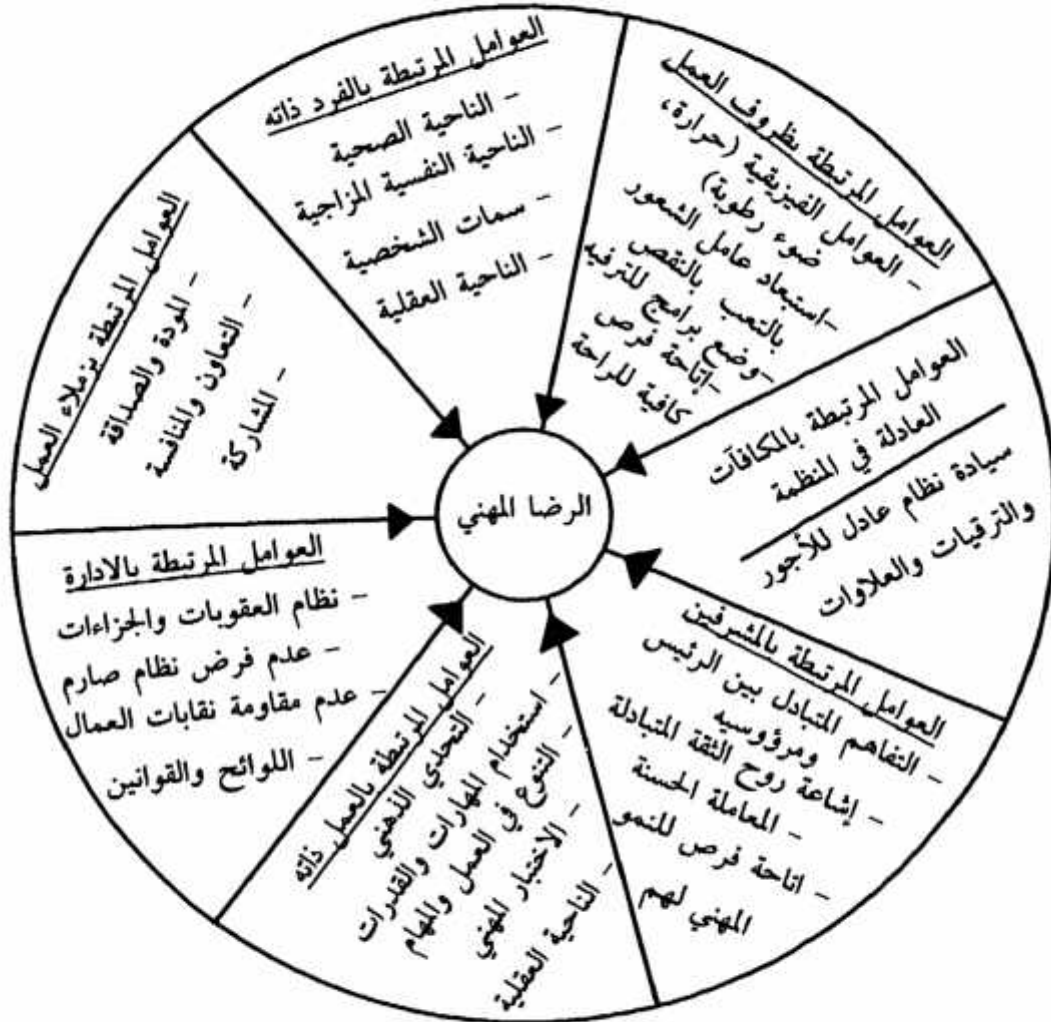 العوامل المرتبطة بالفرد ذاته
- الناحية الصحية
- الناحية النفسية المزاجية
- سمات الشخصية
- الناحية العقلية
العوامل المرتبطة بظروف العمل
- العوامل الفيزيقية (حرارة،
ضوء رطوبة)
-استبعاد عامل الشعور
بالتعب بالنقص
-وضع برامج للترفيه
-اتاحة فرص
كافية للراحة
العوامل المرتبطة بالمكافآت
العادلة في المنظمة
سيادة نظام عادل للأجور
والترقيات والعلاوات
العوامل المرتبطة بالمشرفين
- التفاهم المتبادل بين الرئيس
ومرؤوسيه
- إشاعة روح الثقة المتبادلة
- المعاملة الحسنة
- اتاحة فرص للنمو
المهني لهم
العوامل المرتبطة بالعمل ذاته
- التحدي الذهني
- استخدام المهارات والقدرات
- التنوع في العمل والمهام
- الاختبار المهني
- الناحية العقلية
العوامل المرتبطة بالادارة
- نظام العقوبات والجزاءات
- عدم فرض نظام صارم
- عدم مقاومة نقابات العمال
- اللوائح والقوانين
العوامل المرتبطة بزملاء العمل
- المودة والصداقة
- التعاون والمنافسة
- المشاركة
الرضا المهني